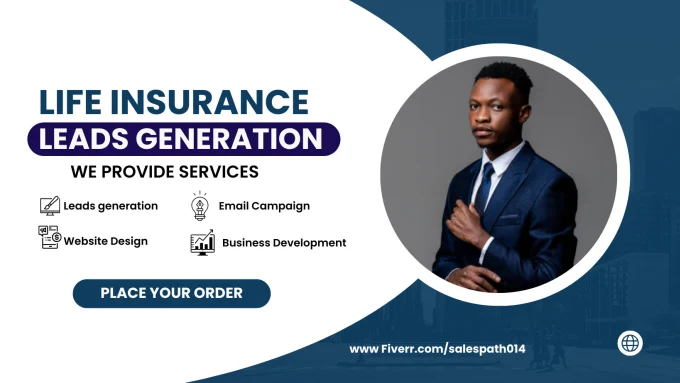 LIFE INSURANCE
LEADS GENERATION
WE PROVIDE SERVICES
Leads generation
Email Campaign
Website Design
Business Development
PLACE YOUR ORDER
www Fiverr.com/salespath014